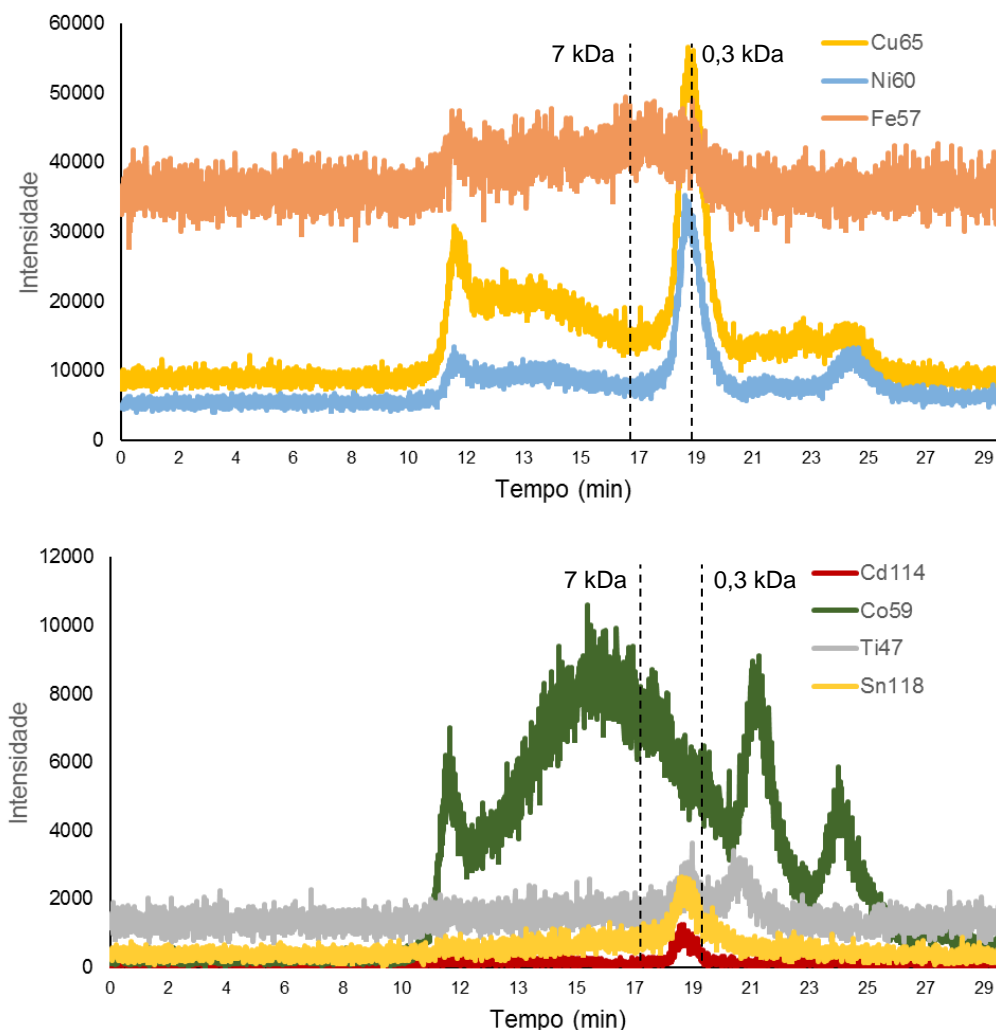 60000
50000
40000
30000
20000
10000
0
Intensidade
7 kDa
0,3 kDa
Cu65
Ni60
Fe57
0 2 4 6 8 10 12 13 15 17 19 21 23 25 27 29
Tempo (min)
12000
10000
8000
6000
4000
2000
0
Intensidade
7 kDa
0,3 kDa
Cd114
Co59
Ti47
Sn118
0 2 4 6 8 10 12 13 15 17 19 21 23 25 27 29
Tempo (min)